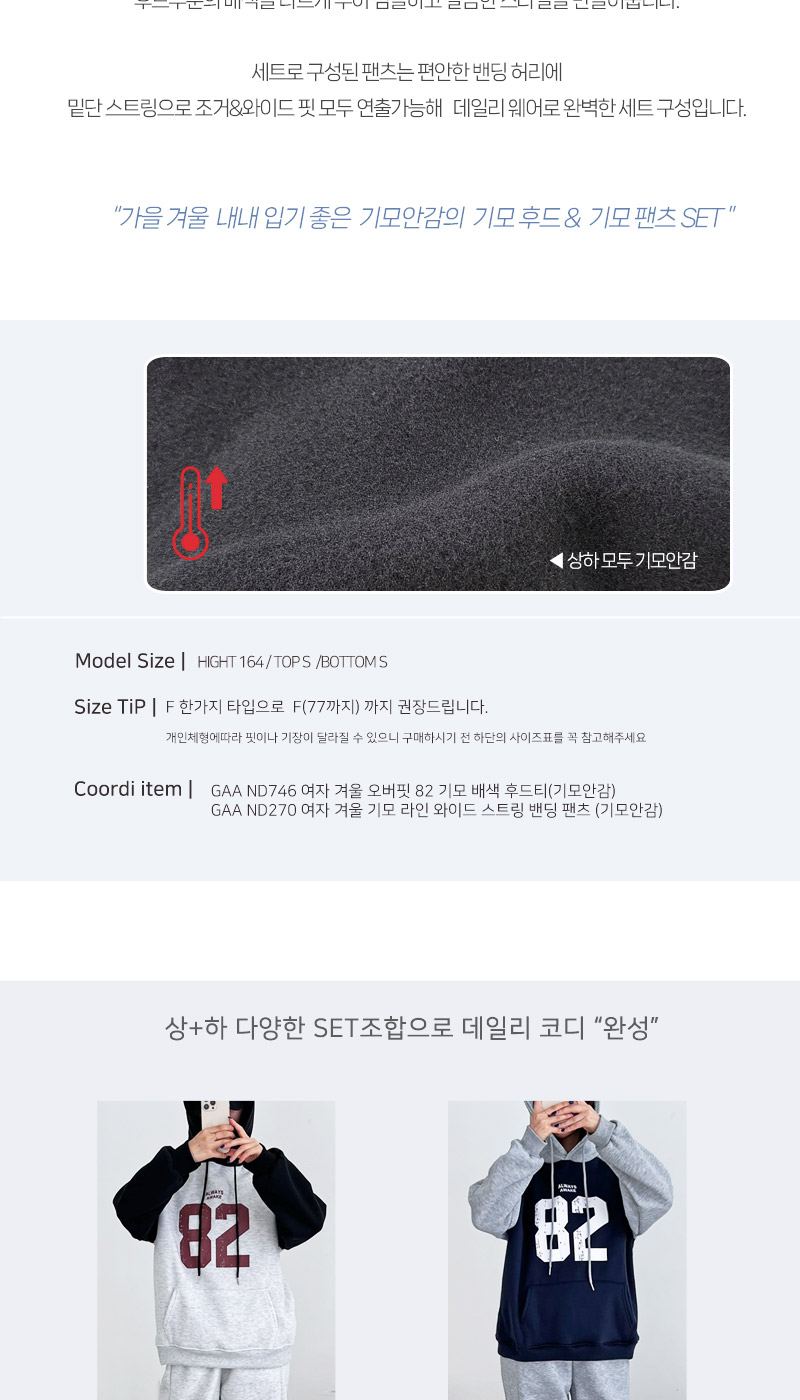 세트로 구성된 팬츠는 편안한 밴딩 허리에
밑단 스트링으로 조거&와이드 핏 모두 연출가능해 데일리 웨어로 완벽한 세트 구성입니다.
“가을 겨울 내내 입기 좋은 기모안감의 기모 후드 & 기모 팬츠 SET ”
◀ 상하 모두 기모안감
Model Size | HIGHT 164 / TOP S /BOTTOM S
Size TiP | F 한가지 타입으로 F(77까지) 까지 권장드립니다.
개인체형에따라 핏이나 기장이 달라질 수 있으니 구매하시기 전 하단의 사이즈표를 꼭 참고해주세요
Coordi item | GAA ND746 여자 겨울 오버핏 82 기모 배색 후드티(기모안감)
GAA ND270 여자 겨울 기모 라인 와이드 스트링 밴딩 팬츠 (기모안감)
상+하 다양한 SET조합으로 데일리 코디 “완성”
ALWAYS
AWAKE
82
ALWAYS
AWAKE
82